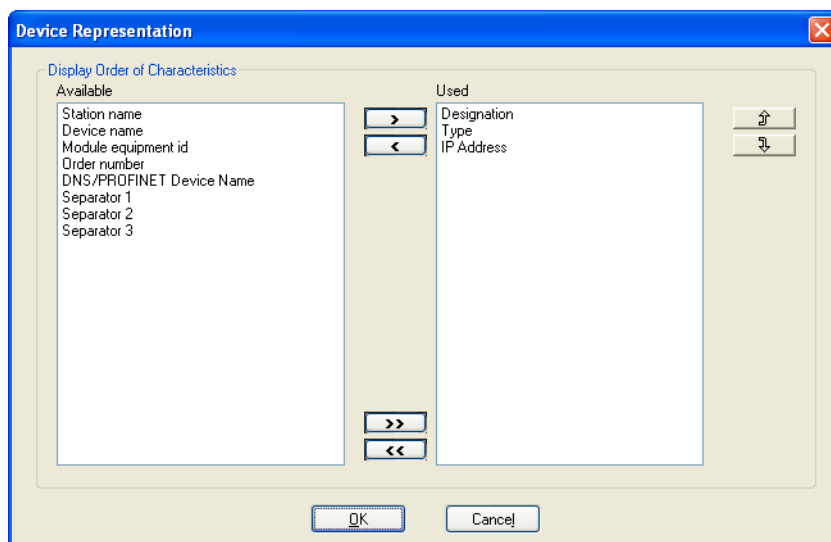 Device Representation
Display Order of Characteristics
Available
Used
Station name
Device name
Module equipment id
Order number
DNS/PROFINET Device Name
Separator 1
Separator 2
Separator 3
>
<
>>
<<
Designation
Type
IP Address
OK
Cancel